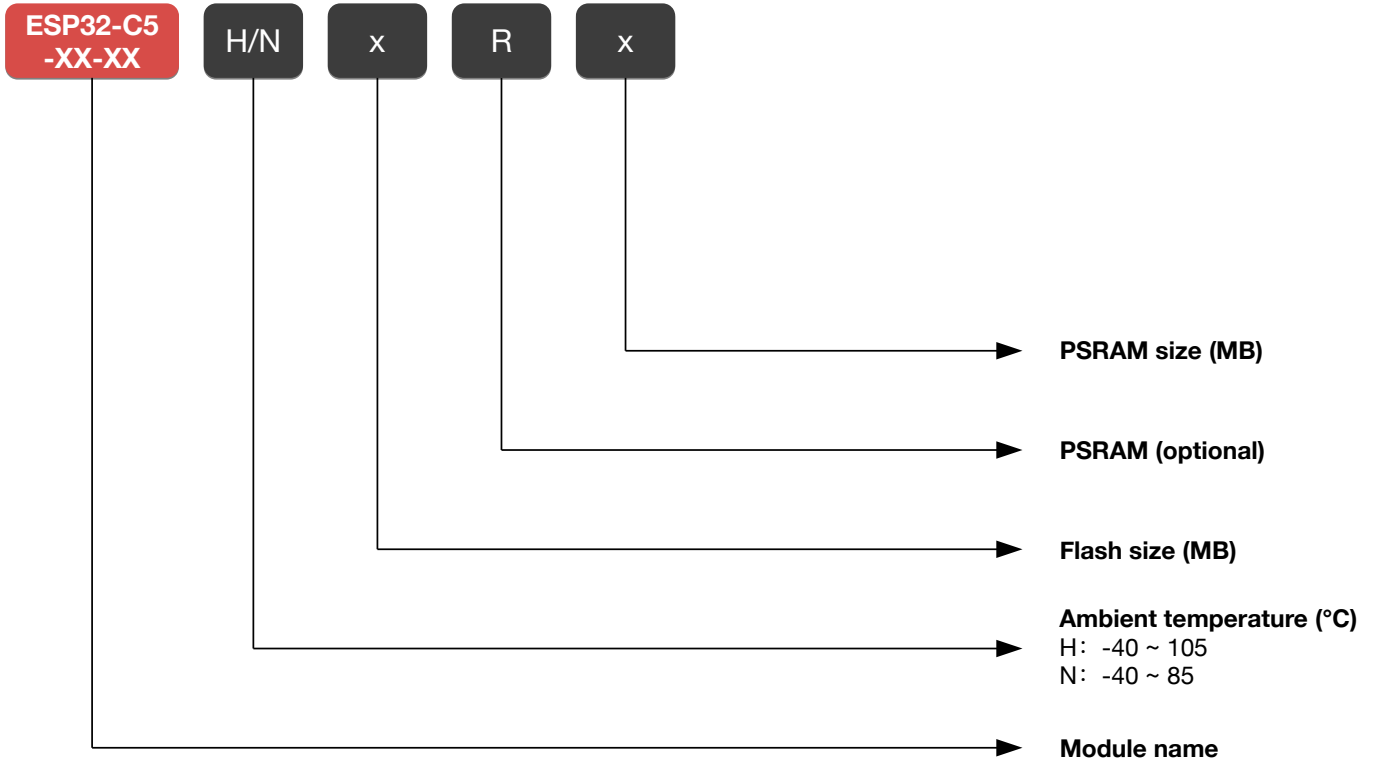 ESP32-C5
-XX-XX
H/N
x
R
x
PSRAM size (MB)
PSRAM (optional)
Flash size (MB)
Ambient temperature (°C)
H：-40 ~ 105
N：-40 ~ 85
Module name